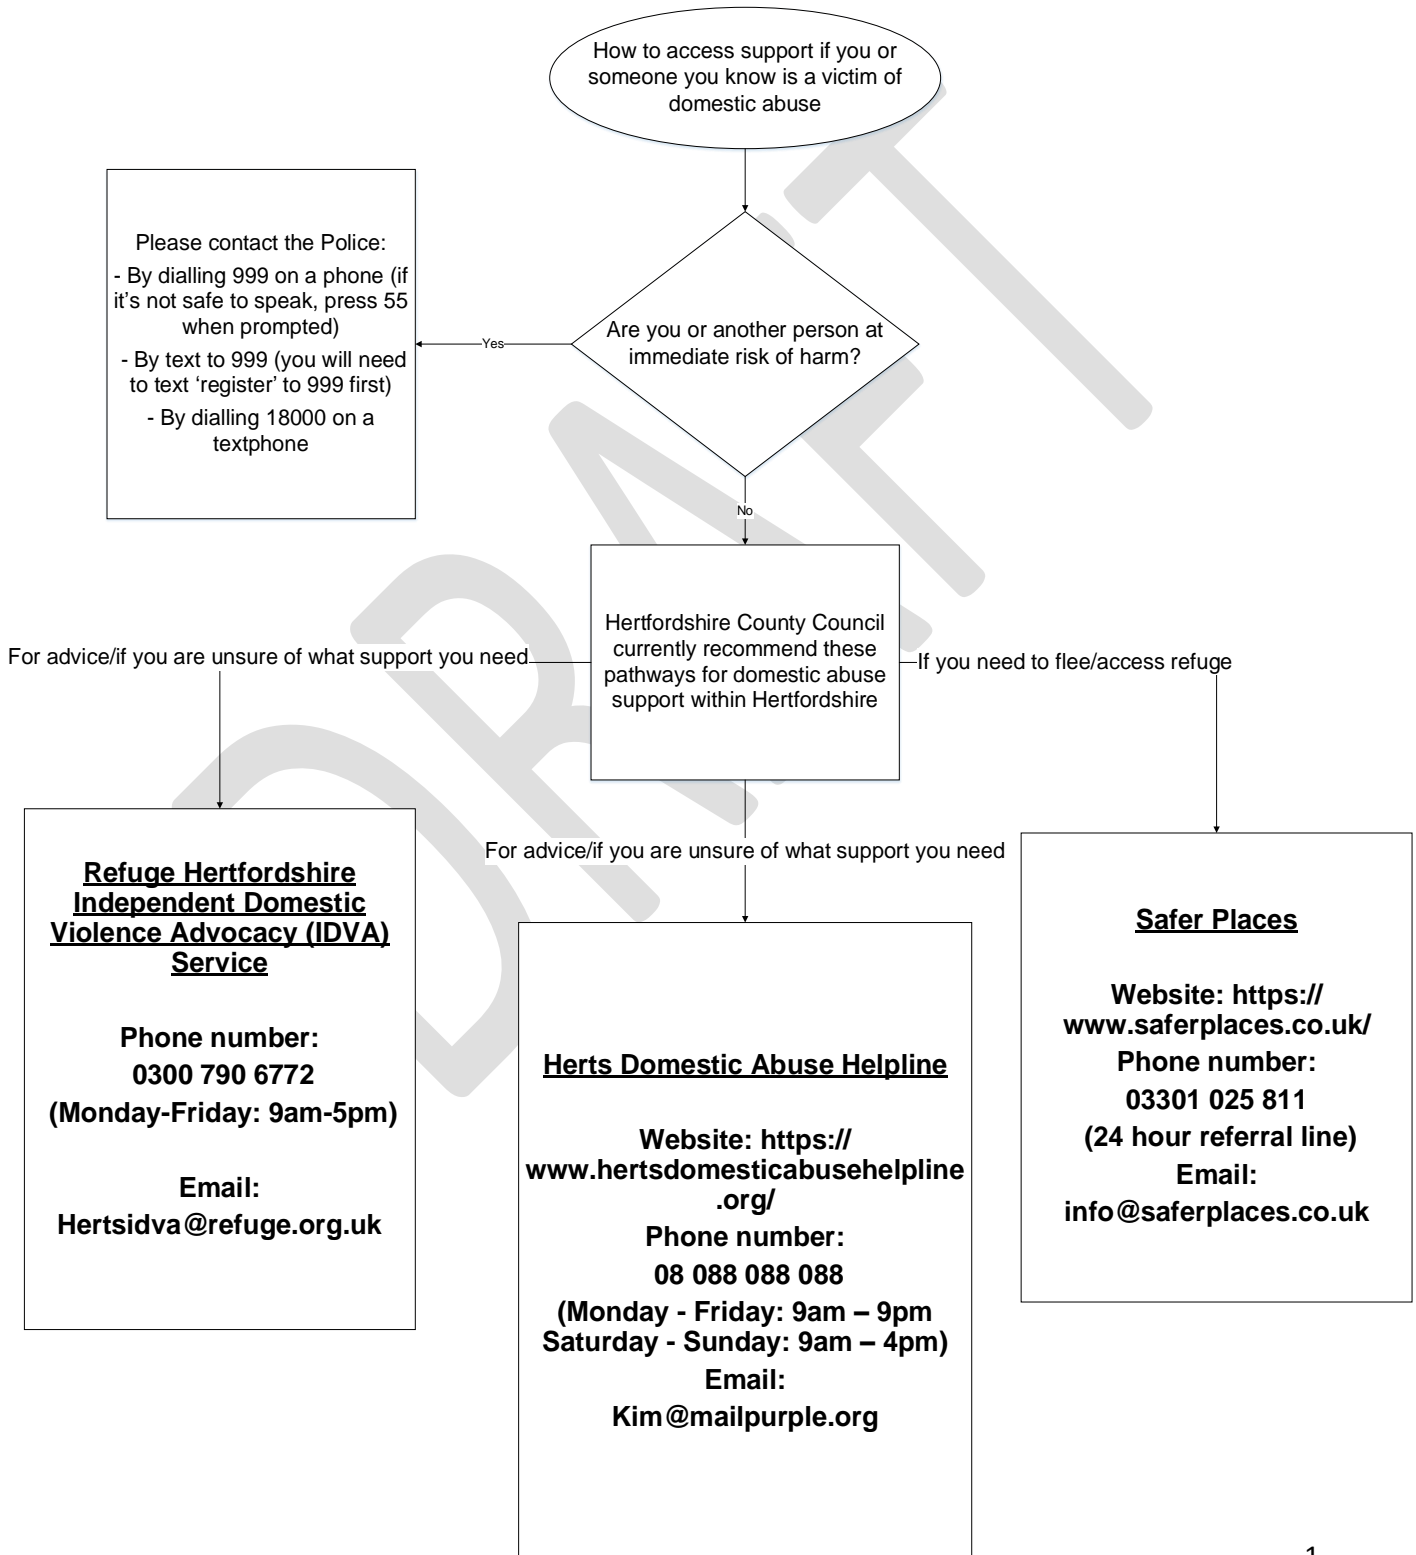 How to access support if you or
someone you know is a victim of
domestic abuse
Please contact the Police:
- By dialling 999 on a phone (if
it's not safe to speak, press 55
when prompted)
- By text to 999 (you will need
to text ‘register’ to 999 first)
- By dialling 18000 on a
textphone
Yes
Are you or another person at
immediate risk of harm?
No
Hertfordshire County Council
currently recommend these
pathways for domestic abuse
support within Hertfordshire
For advice/if you are unsure of what support you need
If you need to flee/access refuge
For advice/if you are unsure of what support you need
Refuge Hertfordshire
Independent Domestic
Violence Advocacy (IDVA)
Service
Phone number:
0300 790 6772
(Monday-Friday: 9am-5pm)
Email:
Hertsidva@refuge.org.uk
Herts Domestic Abuse Helpline
Website: https://
www.hertsdomesticabusehelpline
.org/
Phone number:
08 088 088 088
(Monday - Friday: 9am – 9pm
Saturday - Sunday: 9am – 4pm)
Email:
Kim@mailpurple.org
Safer Places
Website: https://
www.saferplaces.co.uk/
Phone number:
03301 025 811
(24 hour referral line)
Email:
info@saferplaces.co.uk
DRAFT
1